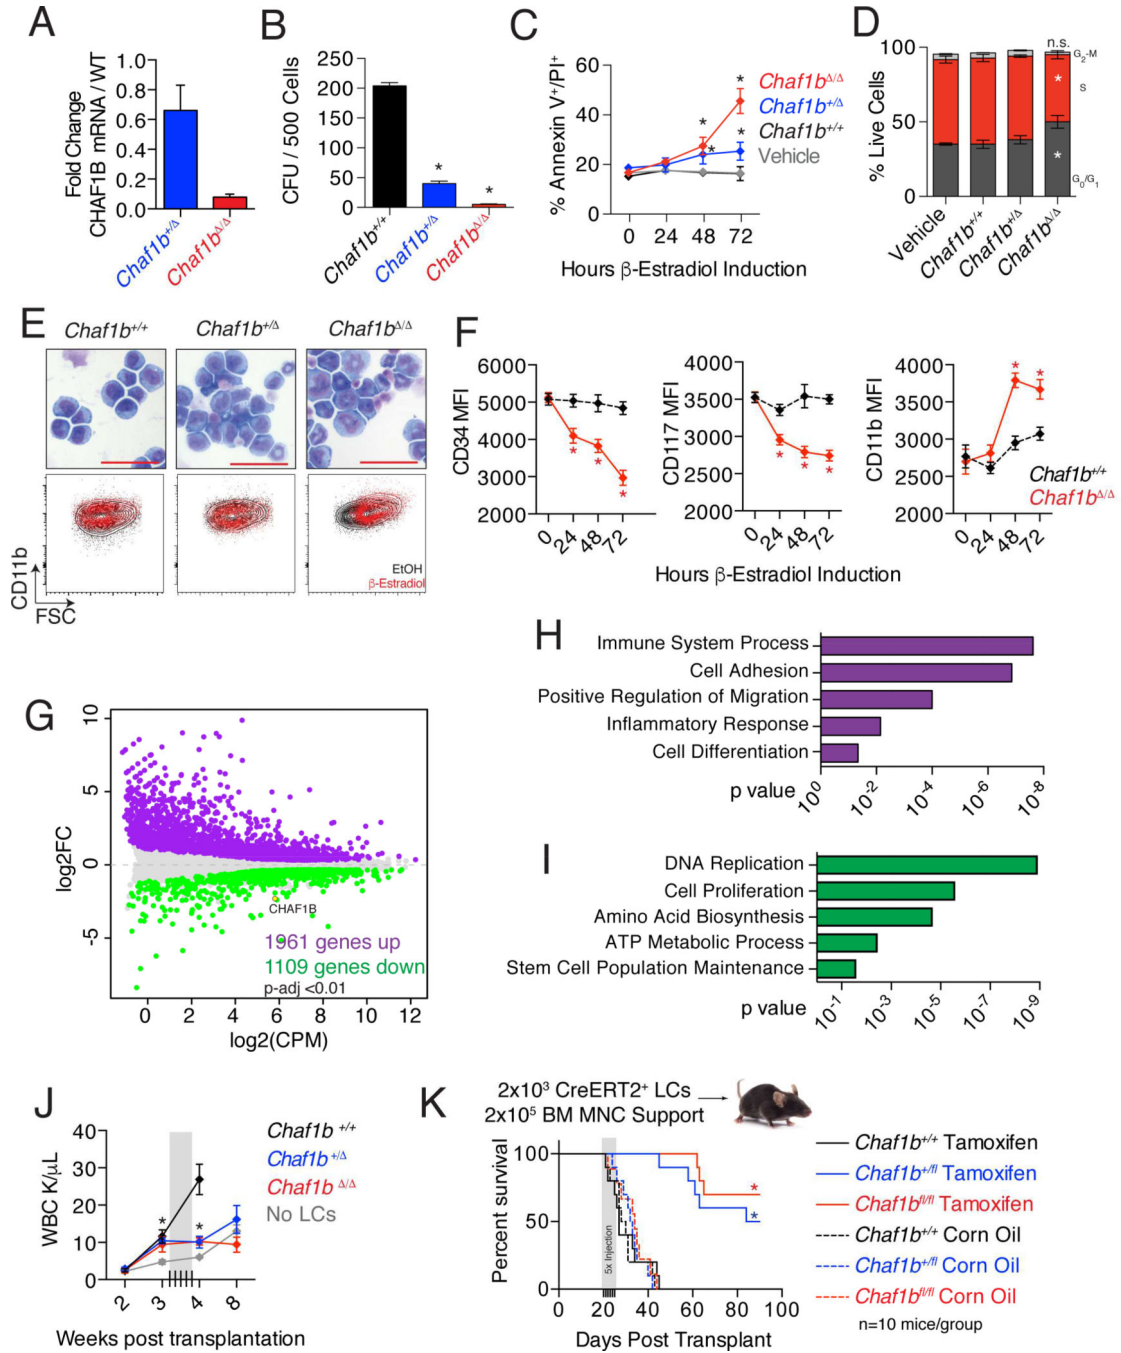 A
Fold Change
CHAF1B mRNA / WT
1.0
0.8
0.6
0.4
0.2
0.0
Chaf1b+/Δ
Chaf1bΔ/Δ
B
CFU / 500 Cells
250
200
150
100
50
0
*
*
Chaf1b+/+
Chaf1b+/Δ
Chaf1bΔ/Δ
C
% Annexin V+/PI+
60
40
20
0
*
*
*
*
Chaf1bΔ/Δ
Chaf1b+/Δ
Chaf1b+/+
Vehicle
0 24 48 72
Hours β-Estradiol Induction
D
% Live Cells
100
50
0
n.s.
*
*
G2-M
S
G0/G1
Vehicle
Chaf1b+/+
Chaf1b+/Δ
Chaf1bΔ/Δ
E
Chaf1b+/+
Chaf1b+/Δ
Chaf1bΔ/Δ
EtOH
β-Estradiol
CD11b
FSC
F
CD34 MFI
6000
5000
4000
3000
2000
*
*
*
0 24 48 72
CD117 MFI
4000
3500
3000
2500
2000
*
*
*
0 24 48 72
CD11b MFI
4000
3500
3000
2500
2000
*
*
Chaf1b+/+
Chaf1bΔ/Δ
0 24 48 72
Hours β-Estradiol Induction
G
log2FC
10
5
0
-5
CHAF1B
1961 genes up
1109 genes down
p-adj <0.01
0 2 4 6 8 10 12
log2(CPM)
H
Immune System Process
Cell Adhesion
Positive Regulation of Migration
Inflammatory Response
Cell Differentiation
p value
10^0 10^-2 10^-4 10^-6 10^-8
I
DNA Replication
Cell Proliferation
Amino Acid Biosynthesis
ATP Metabolic Process
Stem Cell Population Maintenance
p value
10^-1 10^-3 10^-5 10^-7 10^-9
J
WBC K/μL
40
30
20
10
0
*
*
Chaf1b +/+
Chaf1b +/Δ
Chaf1b Δ/Δ
No LCs
2 3 4 8
Weeks post transplantation
K
2x10^3 CreERT2+ LCs
2x10^5 BM MNC Support
Percent survival
100
50
0
5x Injection
*
*
0 20 40 60 80 100
Days Post Transplant
Chaf1b+/+ Tamoxifen
Chaf1b+/fl Tamoxifen
Chaf1bfl/fl Tamoxifen
Chaf1b+/+ Corn Oil
Chaf1b+/fl Corn Oil
Chaf1bfl/fl Corn Oil
n=10 mice/group